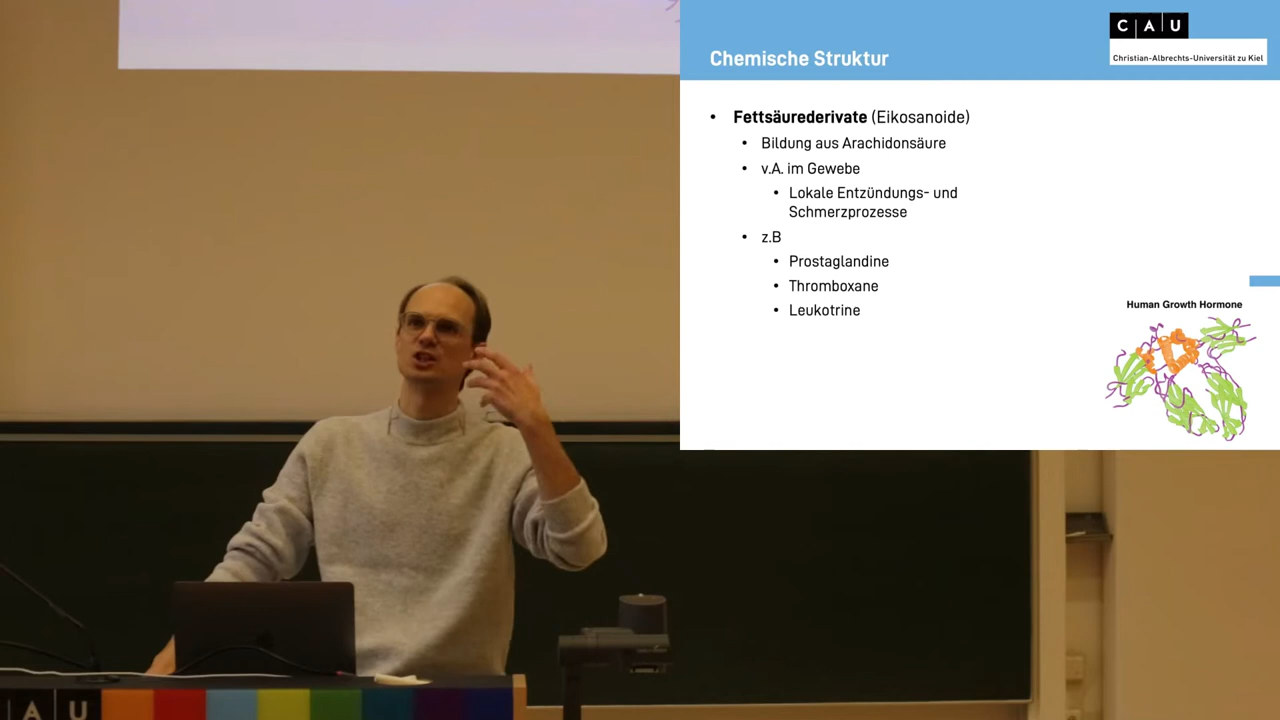 Chemische Struktur
C A U
Christian-Albrechts-Universität zu Kiel
• Fettsäurederivate (Eikosanoide)
• Bildung aus Arachidonsäure
• v.A. im Gewebe
• Lokale Entzündungs- und
Schmerzprozesse
• z.B
• Prostaglandine
• Thromboxane
• Leukotrine
Human Growth Hormone
C A U